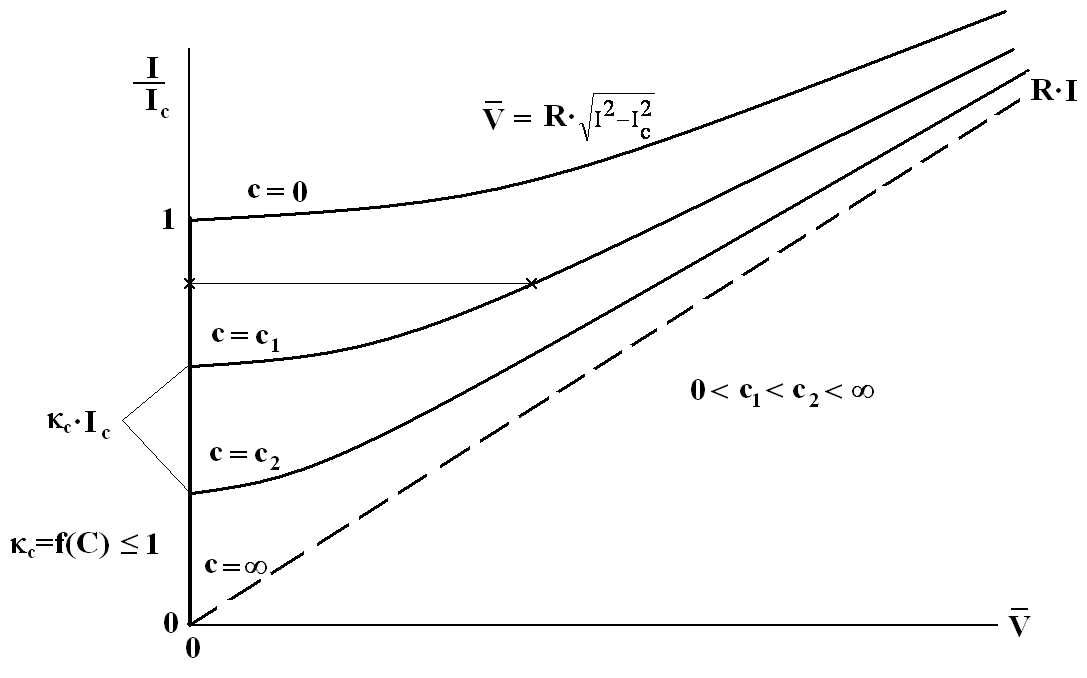 I
I_c
V̄ = R·√I²–I_c²
R·I
c = 0
1
c = c₁
0 < c₁ < c₂ < ∞
κ_c·I_c
c = c₂
κ_c=f(C) ≤ 1
c = ∞
0
V̄
0